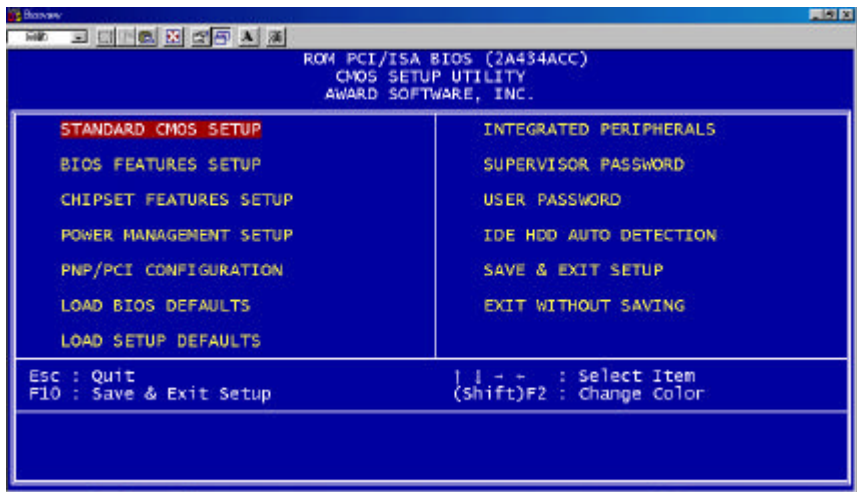 ROM PCI/ISA BIOS (2A434ACC)
CMOS SETUP UTILITY
AWARD SOFTWARE, INC.
STANDARD CMOS SETUP
BIOS FEATURES SETUP
CHIPSET FEATURES SETUP
POWER MANAGEMENT SETUP
PNP/PCI CONFIGURATION
LOAD BIOS DEFAULTS
LOAD SETUP DEFAULTS
INTEGRATED PERIPHERALS
SUPERVISOR PASSWORD
USER PASSWORD
IDE HDD AUTO DETECTION
SAVE & EXIT SETUP
EXIT WITHOUT SAVING
Esc : Quit
F10 : Save & Exit Setup
↑ ↓ → ← : Select Item
(Shift)F2 : Change Color